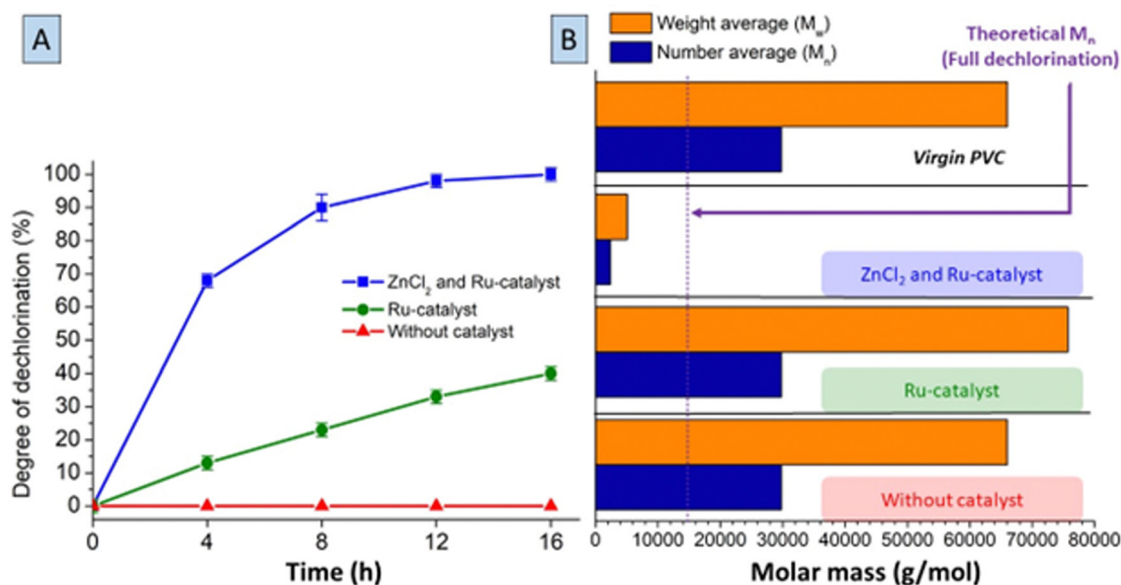 A
Degree of dechlorination (%)
100
90
80
70
60
50
40
30
20
10
0
ZnCl₂ and Ru-catalyst
Ru-catalyst
Without catalyst
0 4 8 12 16
Time (h)
B
Weight average (Mw)
Number average (Mn)
Theoretical Mn
(Full dechlorination)
Virgin PVC
ZnCl₂ and Ru-catalyst
Ru-catalyst
Without catalyst
0 10000 20000 30000 40000 50000 60000 70000 80000
Molar mass (g/mol)